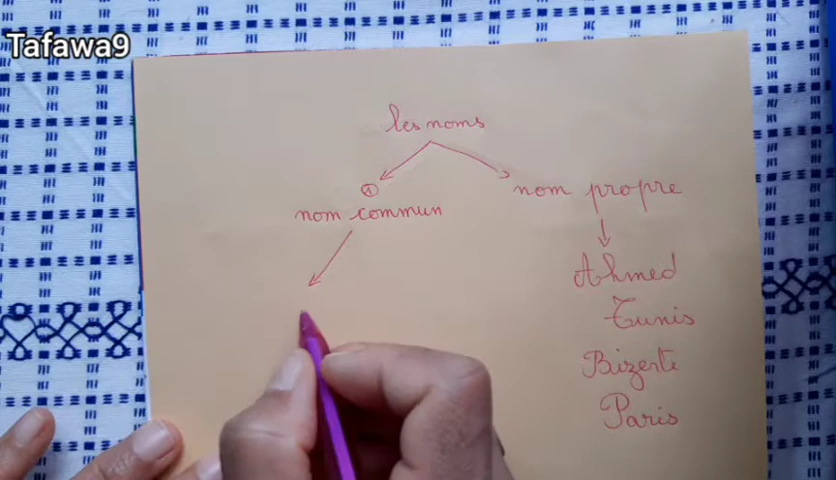 Tafawa9
les noms
①
nom commun
nom propre
Ahmed
Tunis
Bizerte
Paris